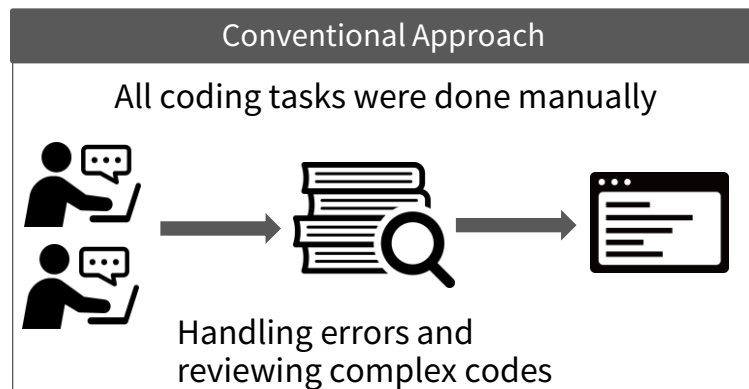 Conventional Approach
All coding tasks were done manually
Handling errors and
reviewing complex codes